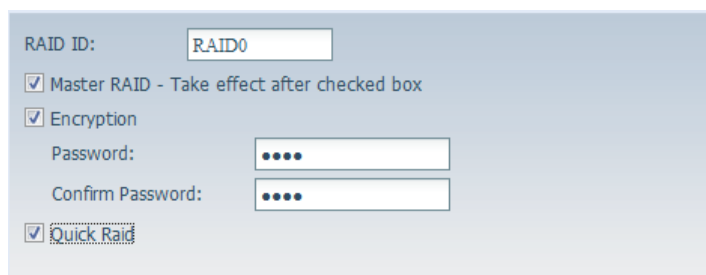 RAID ID: RAID0
Master RAID - Take effect after checked box
Encryption
Password: ••••
Confirm Password: ••••
Quick Raid